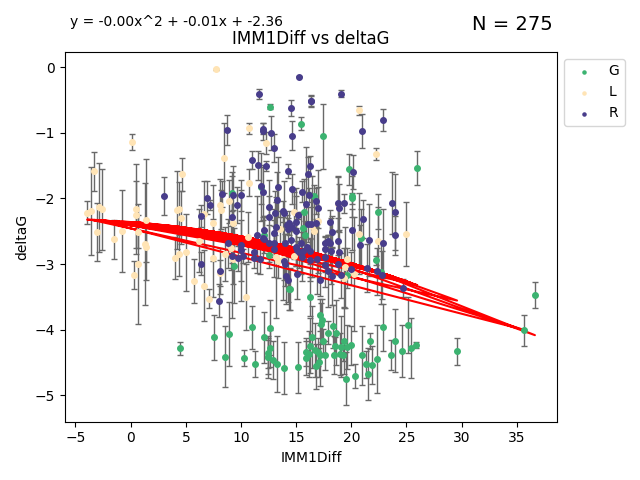 y = -0.00x^2 + -0.01x + -2.36
N = 275
IMM1Diff vs deltaG
G
L
R
deltaG
0
−1
−2
−3
−4
−5
−5
0
5
10
15
20
25
30
35
IMM1Diff